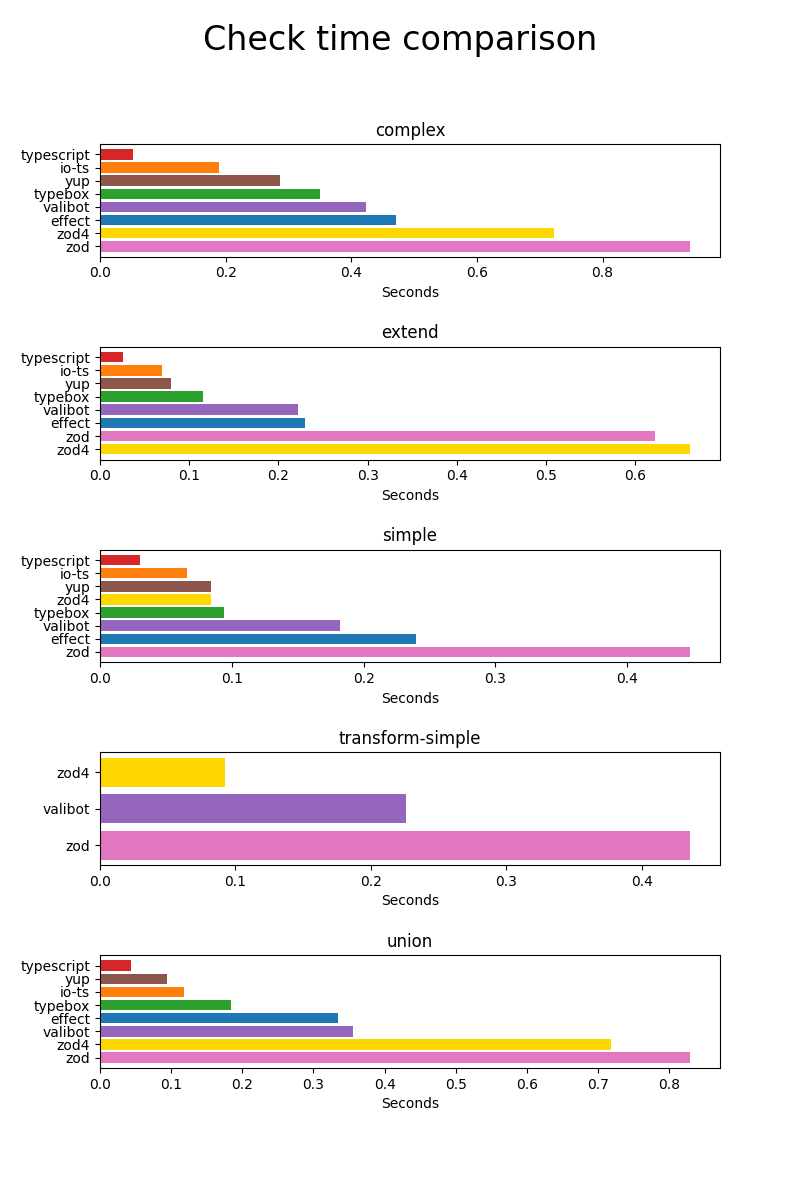 Check time comparison
complex
typescript
io-ts
yup
typebox
valibot
effect
zod4
zod
0.0 0.2 0.4 0.6 0.8
Seconds
extend
typescript
io-ts
yup
typebox
valibot
effect
zod
zod4
0.0 0.1 0.2 0.3 0.4 0.5 0.6
Seconds
simple
typescript
io-ts
yup
zod4
typebox
valibot
effect
zod
0.0 0.1 0.2 0.3 0.4
Seconds
transform-simple
zod4
valibot
zod
0.0 0.1 0.2 0.3 0.4
Seconds
union
typescript
yup
io-ts
typebox
effect
valibot
zod4
zod
0.0 0.1 0.2 0.3 0.4 0.5 0.6 0.7 0.8
Seconds